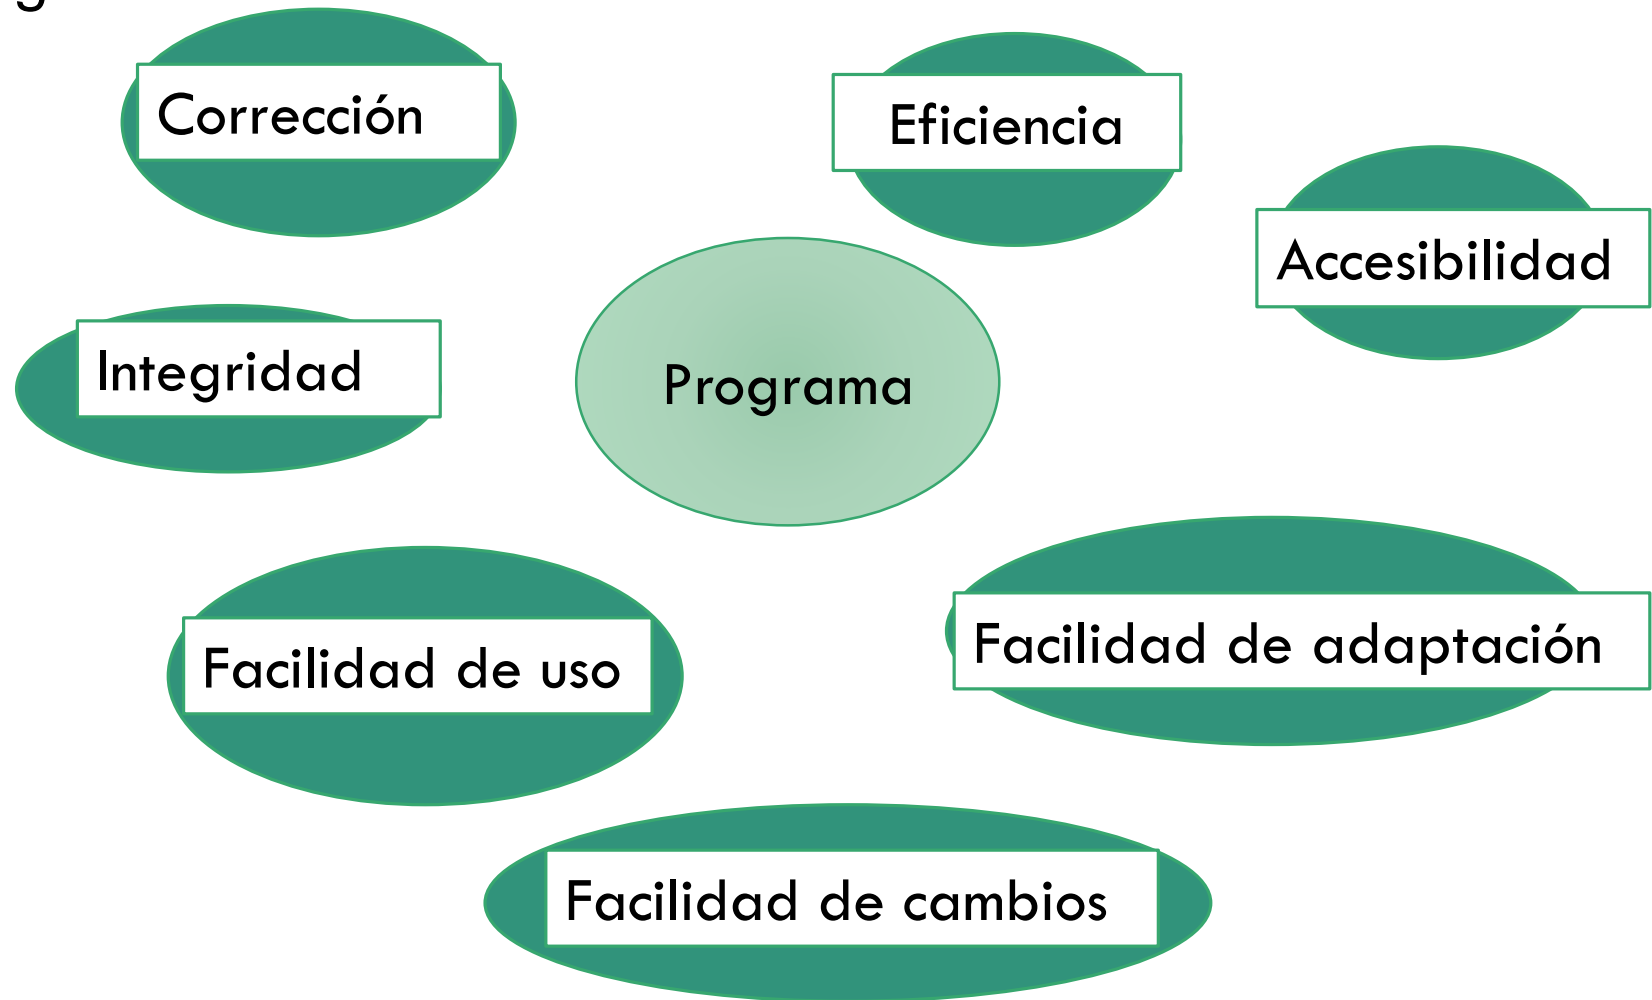 Corrección
Eficiencia
Accesibilidad
Integridad
Programa
Facilidad de uso
Facilidad de adaptación
Facilidad de cambios